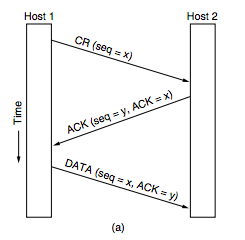 Host 1
Host 2
CR (seq = x)
ACK (seq = y, ACK = x)
Time
DATA (seq = x, ACK = y)
(a)